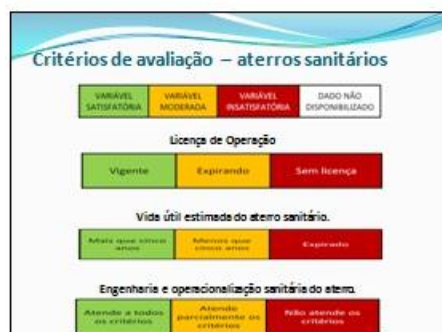 Critérios de avaliação – aterros sanitários
VARIÁVEL SATISFATÓRIA
VARIÁVEL MODERADA
VARIÁVEL INSATISFATÓRIA
DADO NÃO DISPONIBILIZADO
Licença de Operação
Vigente
Expirando
Sem licença
Vida útil estimada do aterro sanitário.
Mais que cinco anos
Menos que cinco anos
Expirado
Engenharia e operacionalização sanitária do aterro.
Atende a todos os critérios
Atende parcialmente os critérios
Não atende os critérios